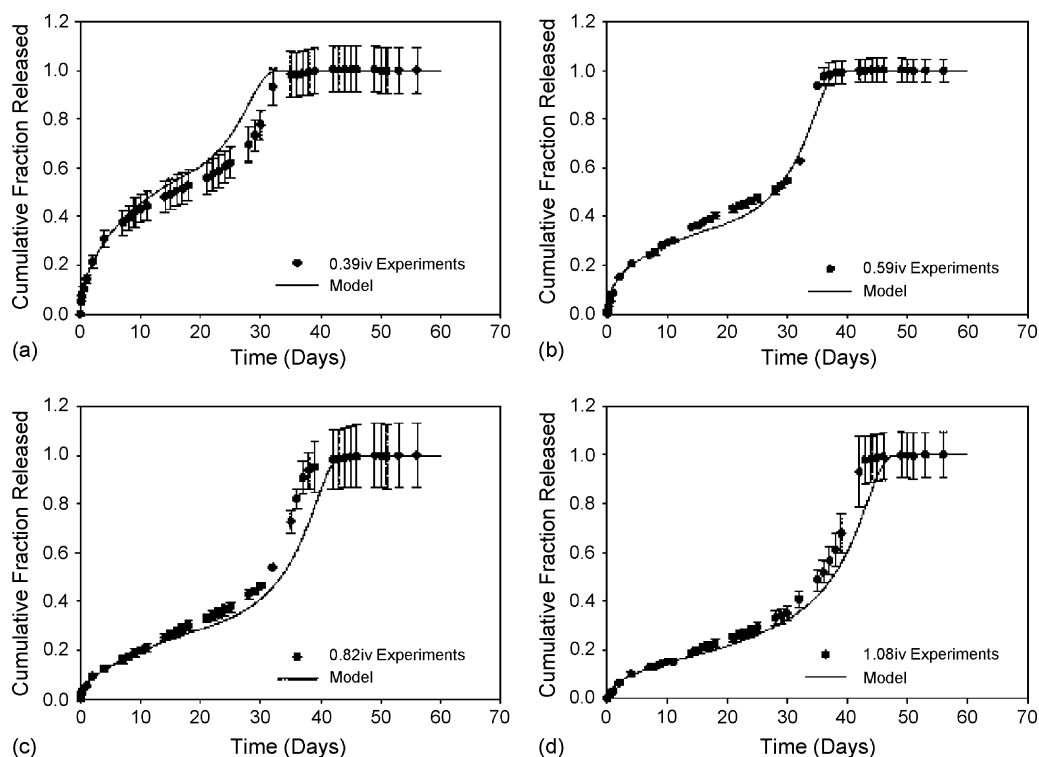 1.2
1.0
0.8
0.6
0.4
0.2
0.0
Cumulative Fraction Released
0.39iv Experiments
Model
0 10 20 30 40 50 60 70
(a) Time (Days)
1.2
1.0
0.8
0.6
0.4
0.2
0.0
Cumulative Fraction Released
0.59iv Experiments
Model
0 10 20 30 40 50 60 70
(b) Time (Days)
1.2
1.0
0.8
0.6
0.4
0.2
0.0
Cumulative Fraction Released
0.82iv Experiments
Model
0 10 20 30 40 50 60 70
(c) Time (Days)
1.2
1.0
0.8
0.6
0.4
0.2
0.0
Cumulative Fraction Released
1.08iv Experiments
Model
0 10 20 30 40 50 60 70
(d) Time (Days)